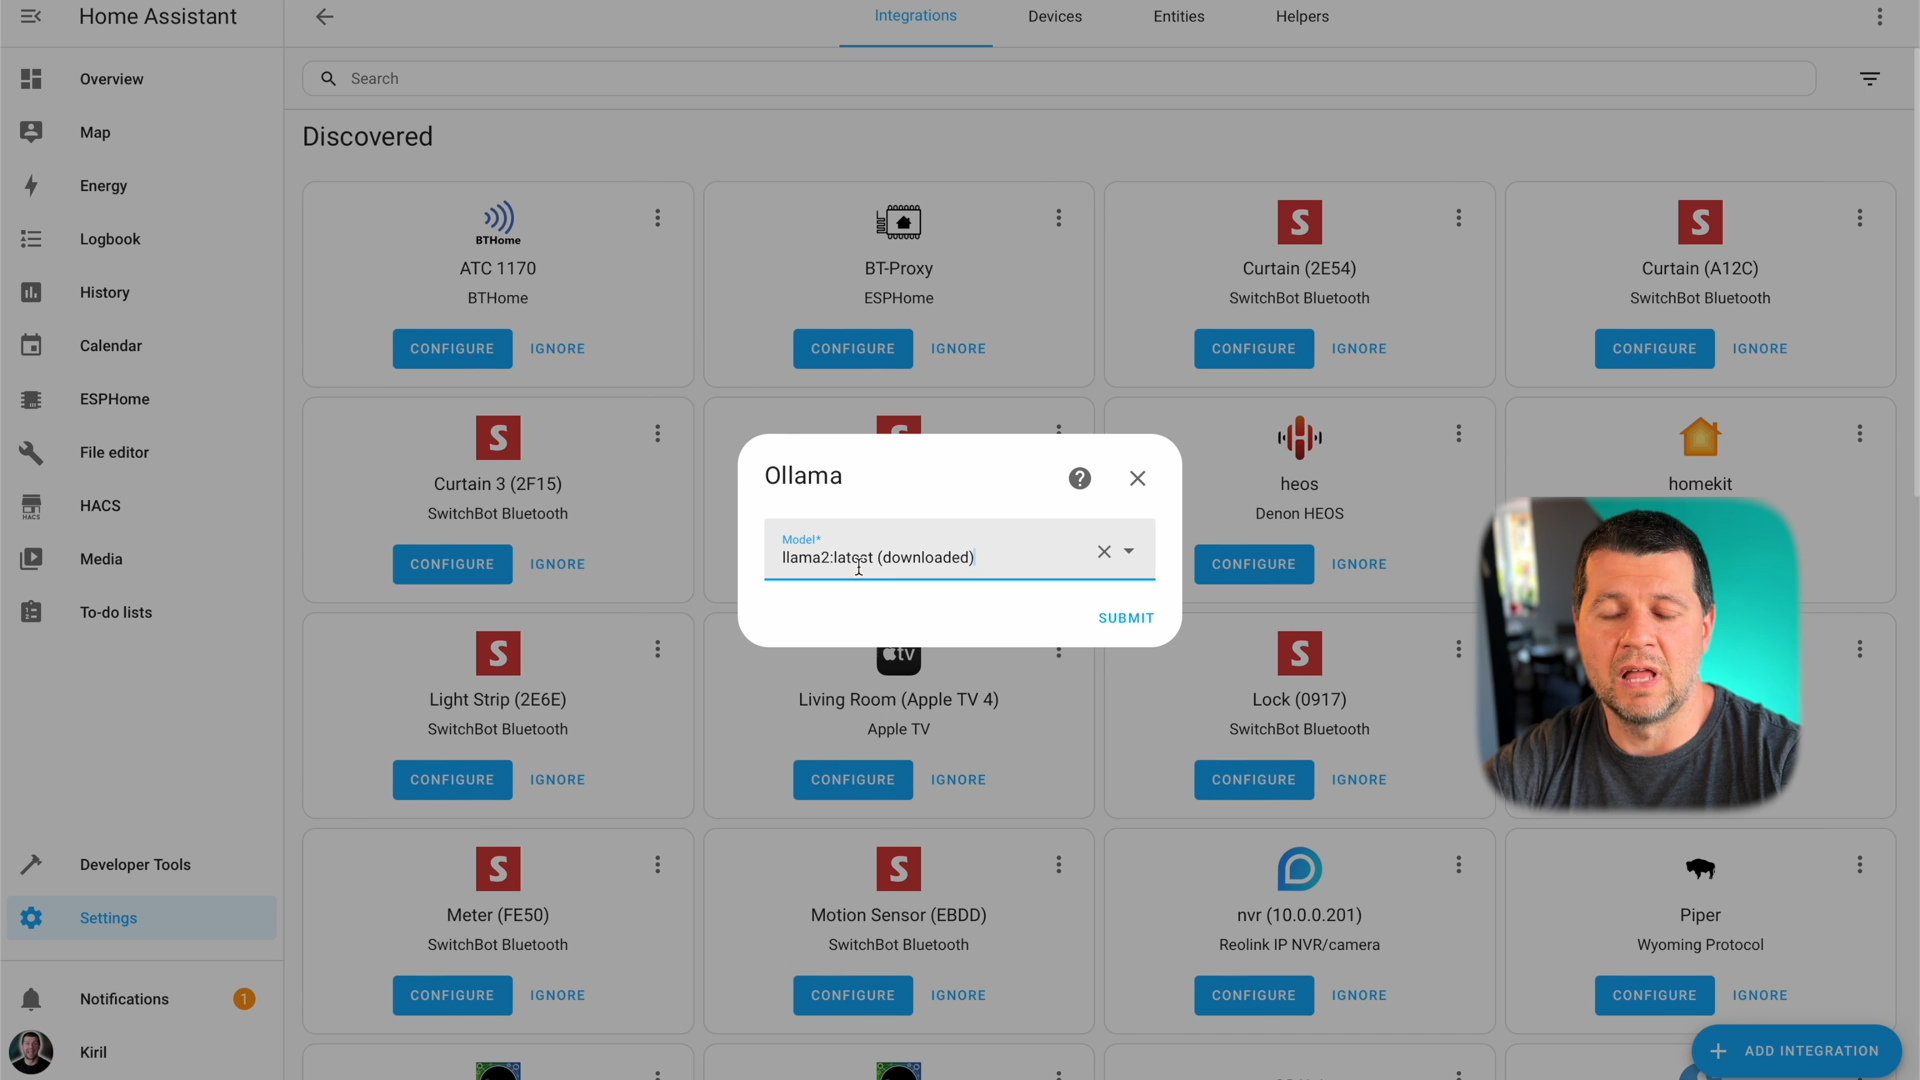 Home Assistant
Integrations
Devices
Entities
Helpers
Overview
Map
Energy
Logbook
History
Calendar
ESPHome
File editor
HACS
HACS
Media
To-do lists
Developer Tools
Settings
Notifications
1
Kiril
Search
Discovered
BTHome
ATC 1170
BTHome
CONFIGURE IGNORE
BT-Proxy
ESPHome
CONFIGURE IGNORE
S
Curtain (2E54)
SwitchBot Bluetooth
CONFIGURE IGNORE
S
Curtain (A12C)
SwitchBot Bluetooth
CONFIGURE IGNORE
S
Curtain 3 (2F15)
SwitchBot Bluetooth
CONFIGURE IGNORE
heos
Denon HEOS
CONFIGURE IGNORE
homekit
Ollama
?
Model*
llama2:latest (downloaded)
SUBMIT
S
Light Strip (2E6E)
SwitchBot Bluetooth
CONFIGURE IGNORE
tv
Living Room (Apple TV 4)
Apple TV
CONFIGURE IGNORE
S
Lock (0917)
SwitchBot Bluetooth
CONFIGURE IGNORE
S
Meter (FE50)
SwitchBot Bluetooth
CONFIGURE IGNORE
S
Motion Sensor (EBDD)
SwitchBot Bluetooth
CONFIGURE IGNORE
nvr (10.0.0.201)
Reolink IP NVR/camera
CONFIGURE IGNORE
Piper
Wyoming Protocol
CONFIGURE IGNORE
ADD INTEGRATION